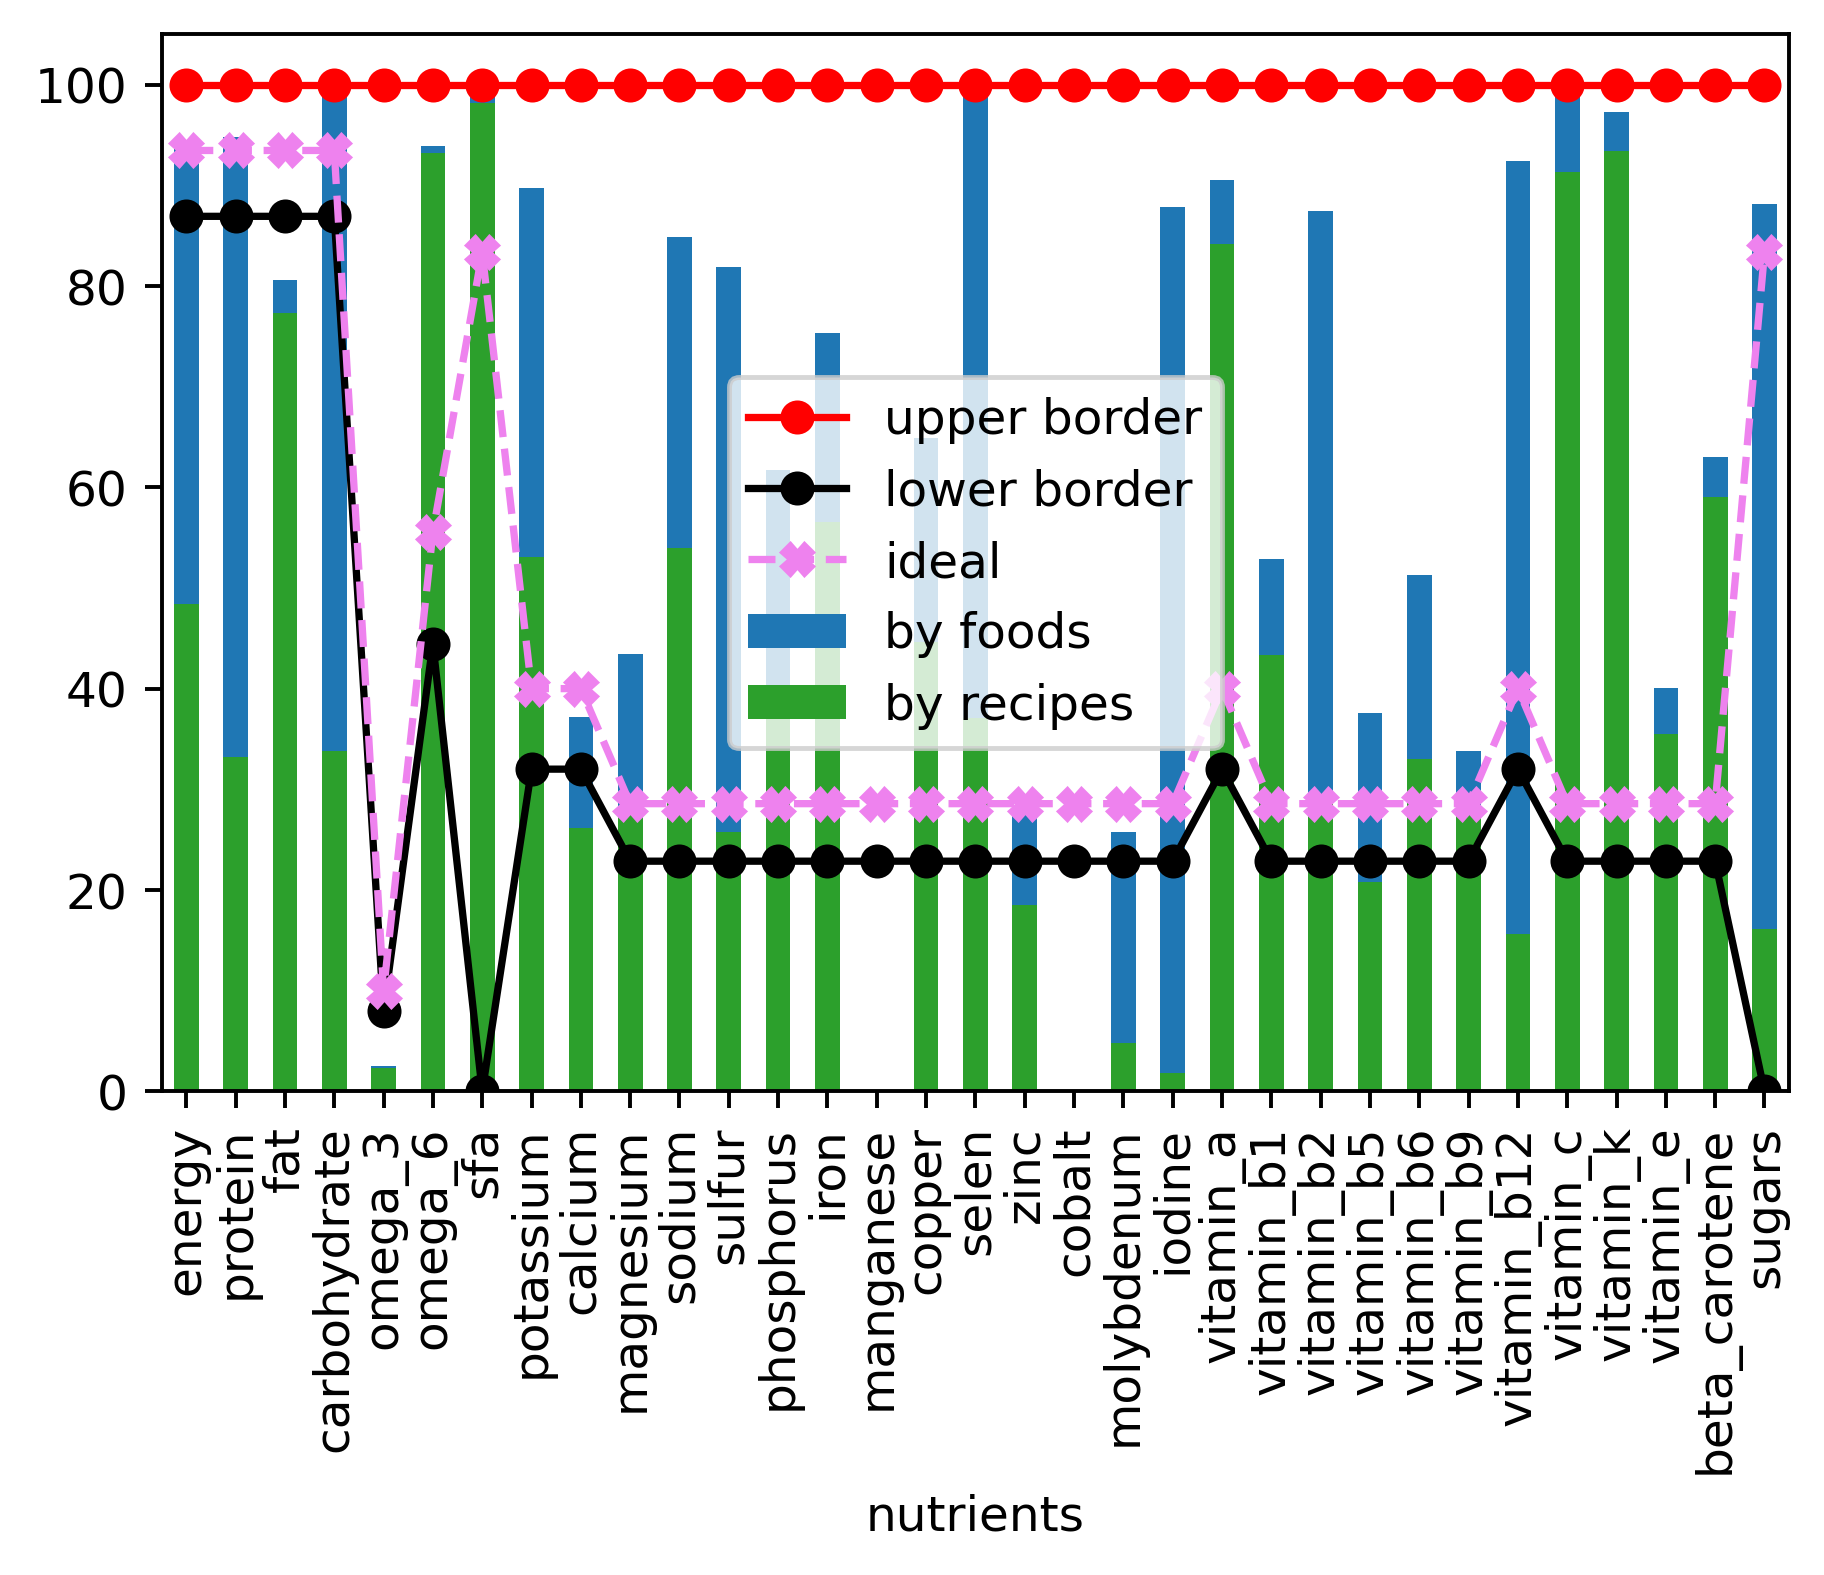 100
80
60
40
20
0
upper border
lower border
ideal
by foods
by recipes
energy
protein
fat
carbohydrate
omega_3
omega_6
sfa
potassium
calcium
magnesium
sodium
sulfur
phosphorus
iron
manganese
copper
selen
zinc
cobalt
molybdenum
iodine
vitamin_a
vitamin_b1
vitamin_b2
vitamin_b5
vitamin_b6
vitamin_b9
vitamin_b12
vitamin_c
vitamin_k
vitamin_e
beta_carotene
sugars
nutrients